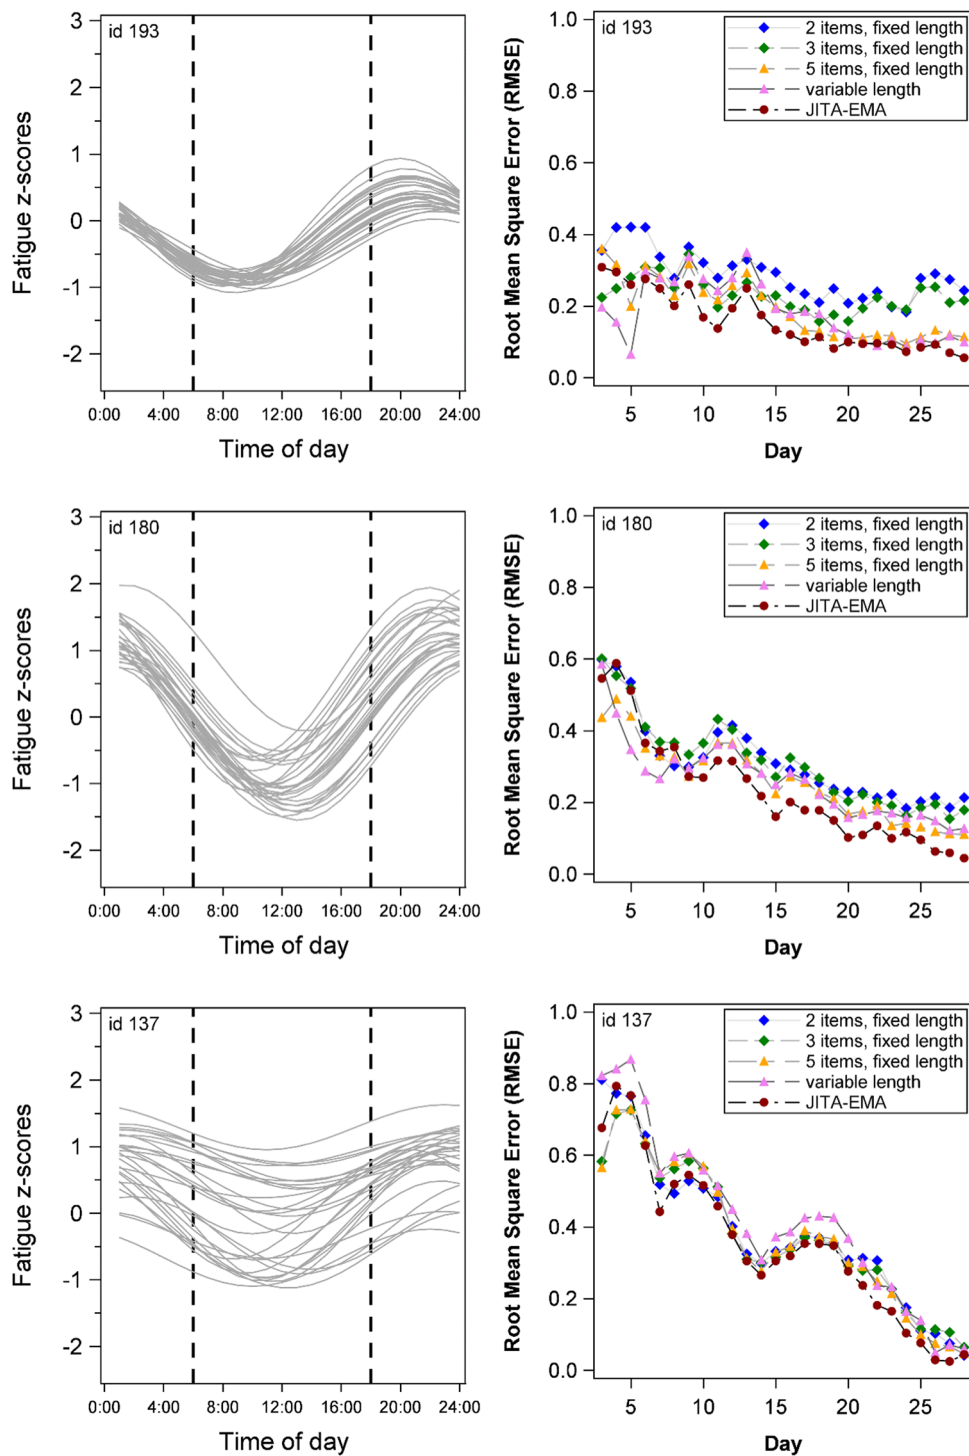 id 193
3
2
1
0
-1
-2
Fatigue z-scores
0:00 4:00 8:00 12:00 16:00 20:00 24:00
Time of day
id 193
2 items, fixed length
3 items, fixed length
5 items, fixed length
variable length
JITA-EMA
1.0
0.8
0.6
0.4
0.2
0.0
Root Mean Square Error (RMSE)
5 10 15 20 25
Day
id 180
3
2
1
0
-1
-2
Fatigue z-scores
0:00 4:00 8:00 12:00 16:00 20:00 24:00
Time of day
id 180
2 items, fixed length
3 items, fixed length
5 items, fixed length
variable length
JITA-EMA
1.0
0.8
0.6
0.4
0.2
0.0
Root Mean Square Error (RMSE)
5 10 15 20 25
Day
id 137
3
2
1
0
-1
-2
Fatigue z-scores
0:00 4:00 8:00 12:00 16:00 20:00 24:00
Time of day
id 137
2 items, fixed length
3 items, fixed length
5 items, fixed length
variable length
JITA-EMA
1.0
0.8
0.6
0.4
0.2
0.0
Root Mean Square Error (RMSE)
5 10 15 20 25
Day